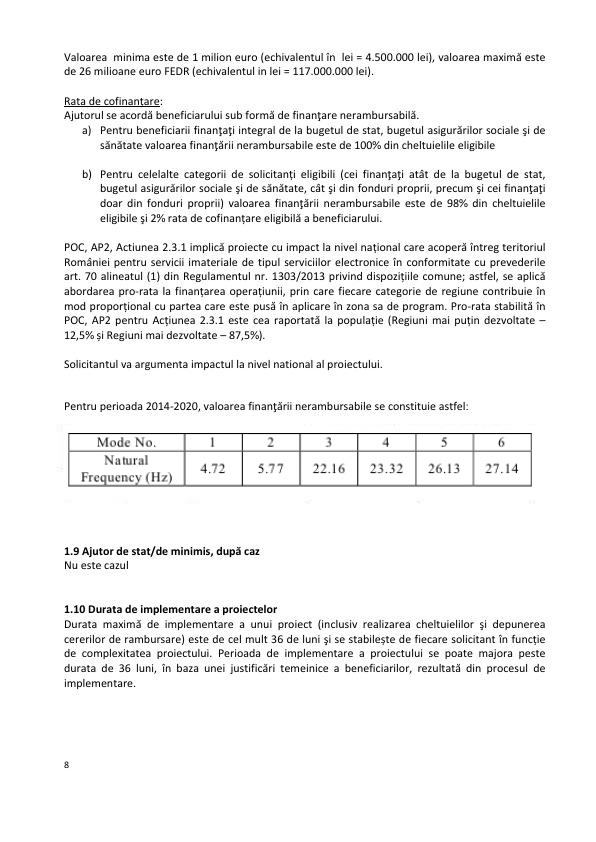 Valoarea  minima este de 1 milion euro (echivalentul în  lei = 4.500.000 lei), valoarea maximă este
de 26 milioane euro FEDR (echivalentul in lei = 117.000.000 lei).
Rata de cofinanțare:
Ajutorul se acordă beneficiarului sub formă de finanţare nerambursabilă.
a) Pentru beneficiarii finanţaţi integral de la bugetul de stat, bugetul asigurărilor sociale şi de
sănătate valoarea finanţării nerambursabile este de 100% din cheltuielile eligibile
b) Pentru celelalte categorii de solicitanți eligibili (cei finanţaţi atât de la bugetul de stat,
bugetul asigurărilor sociale şi de sănătate, cât şi din fonduri proprii, precum şi cei finanţaţi
doar din fonduri proprii) valoarea finanţării nerambursabile este de 98% din cheltuielile
eligibile şi 2% rata de cofinanțare eligibilă a beneficiarului.
POC, AP2, Actiunea 2.3.1 implică proiecte cu impact la nivel național care acoperă întreg teritoriul
României pentru servicii imateriale de tipul serviciilor electronice în conformitate cu prevederile
art. 70 alineatul (1) din Regulamentul nr. 1303/2013 privind dispozițiile comune; astfel, se aplică
abordarea pro-rata la finanțarea operațiunii, prin care fiecare categorie de regiune contribuie în
mod proporțional cu partea care este pusă în aplicare în zona sa de program. Pro-rata stabilită în
POC, AP2 pentru Acțiunea 2.3.1 este cea raportată la populație (Regiuni mai puțin dezvoltate –
12,5% și Regiuni mai dezvoltate – 87,5%).
Solicitantul va argumenta impactul la nivel national al proiectului.
Pentru perioada 2014-2020, valoarea finanţării nerambursabile se constituie astfel:
Mode No. 1 2 3 4 5 6
Natural
Frequency (Hz) 4.72 5.77 22.16 23.32 26.13 27.14
1.9 Ajutor de stat/de minimis, după caz
Nu este cazul
1.10 Durata de implementare a proiectelor
Durata maximă de implementare a unui proiect (inclusiv realizarea cheltuielilor şi depunerea
cererilor de rambursare) este de cel mult 36 de luni şi se stabilește de fiecare solicitant în funcție
de complexitatea proiectului. Perioada de implementare a proiectului se poate majora peste
durata de 36 luni, în baza unei justificări temeinice a beneficiarilor, rezultată din procesul de
implementare.
8